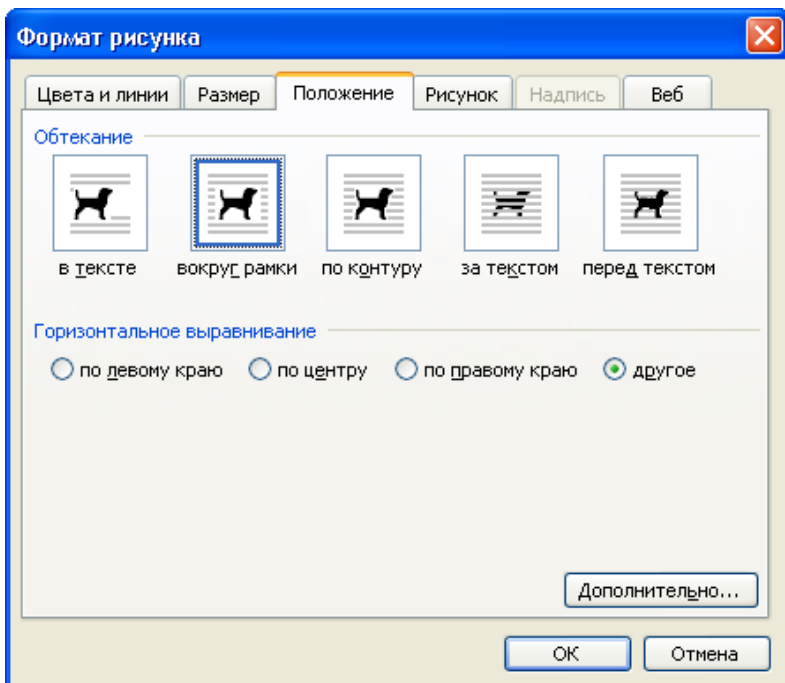 Формат рисунка
Цвета и линии Размер Положение Рисунок Надпись Веб
Обтекание
в тексте вокруг рамки по контуру за текстом перед текстом
Горизонтальное выравнивание
по левому краю по центру по правому краю другое
Дополнительно...
ОК Отмена